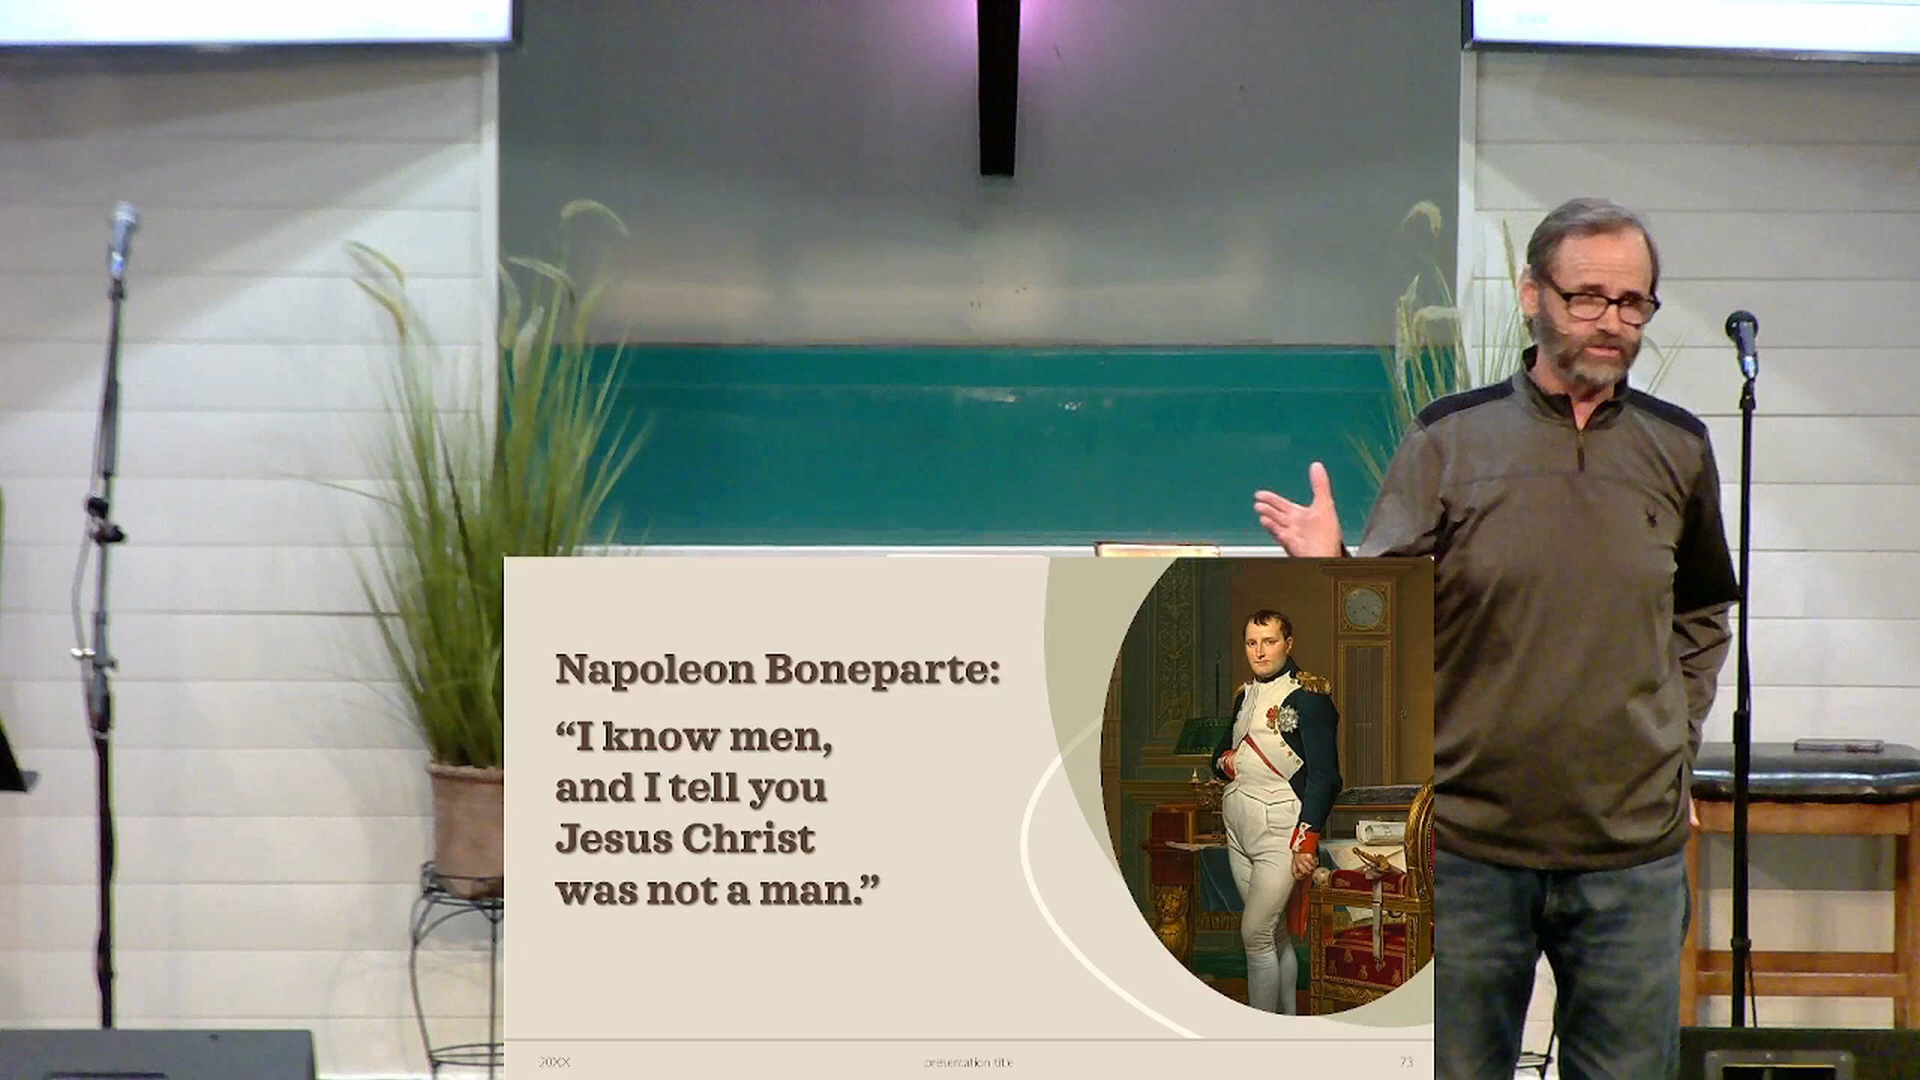 Napoleon Boneparte:
“I know men,
and I tell you
Jesus Christ
was not a man.”
20XX
presentation title
73